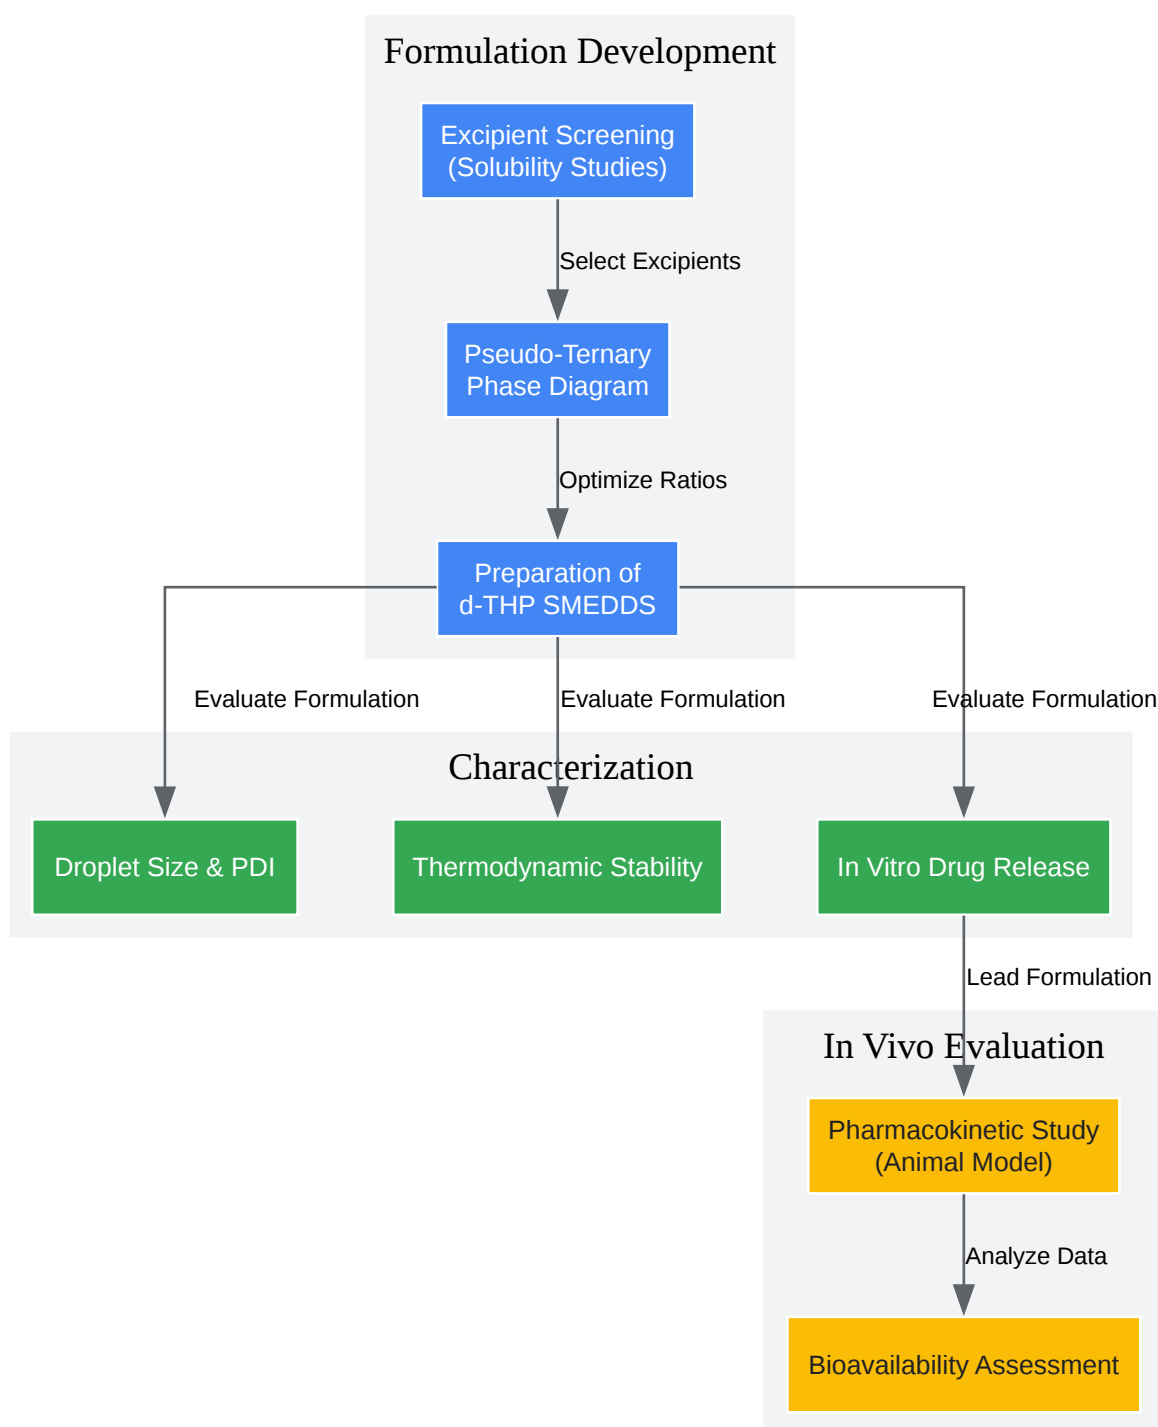 Formulation Development
Excipient Screening
(Solubility Studies)
Select Excipients
Pseudo-Ternary
Phase Diagram
Optimize Ratios
Preparation of
d-THP SMEDDS
Evaluate Formulation
Evaluate Formulation
Evaluate Formulation
Characterization
Droplet Size & PDI
Thermodynamic Stability
In Vitro Drug Release
Lead Formulation
In Vivo Evaluation
Pharmacokinetic Study
(Animal Model)
Analyze Data
Bioavailability Assessment